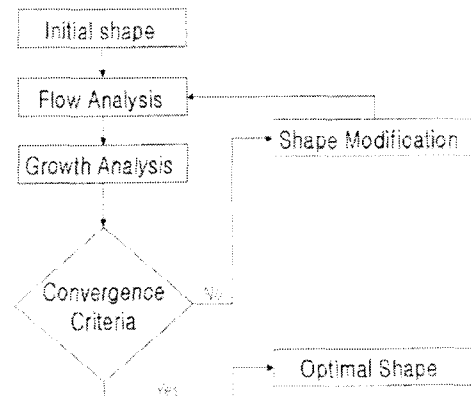 Initial shape
Flow Analysis
Shape Modification
Growth Analysis
Convergence
Criteria
No
Optimal Shape
Yes